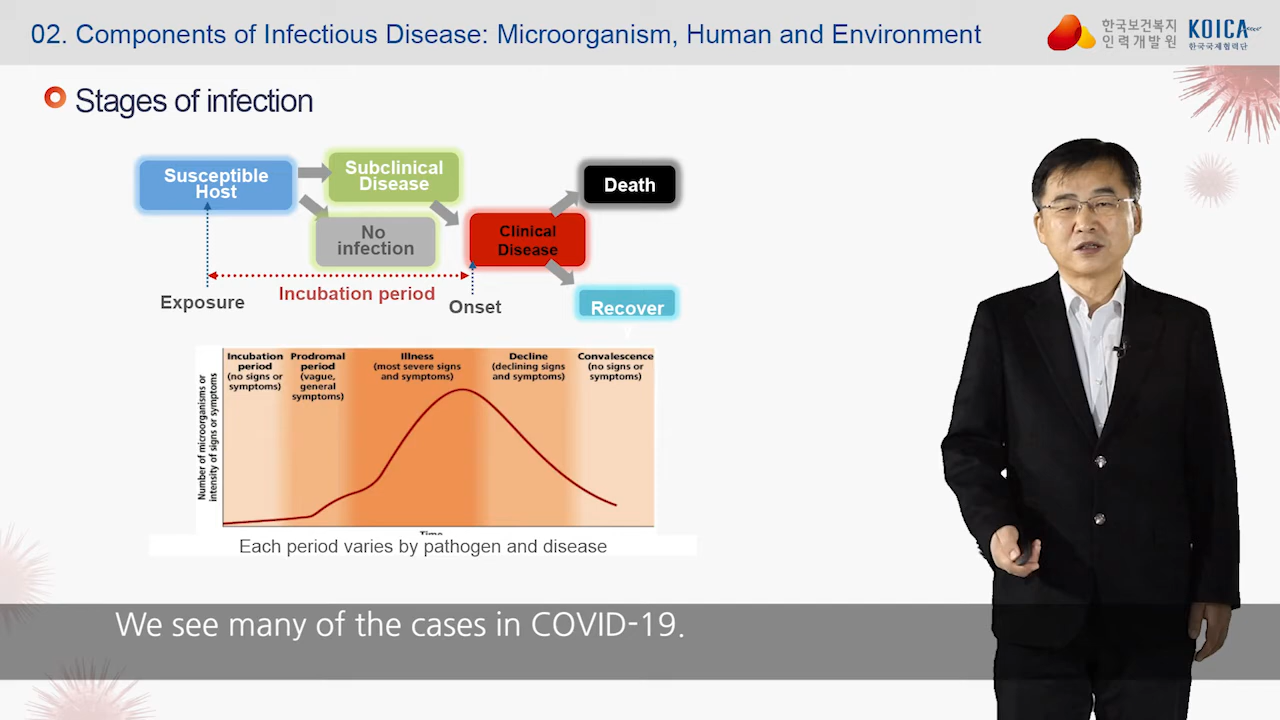 02. Components of Infectious Disease: Microorganism, Human and Environment
한국보건복지
인력개발원
KOICA
한국국제협력단
Stages of infection
Susceptible
Host
Subclinical
Disease
No
infection
Clinical
Disease
Death
Recover
Exposure
Incubation period
Onset
Number of microorganisms or
intensity of signs or symptoms
Incubation
period
(no signs or
symptoms)
Prodromal
period
(vague,
general
symptoms)
Illness
(most severe signs
and symptoms)
Decline
(declining signs
and symptoms)
Convalescence
(no signs or
symptoms)
Time
Each period varies by pathogen and disease
We see many of the cases in COVID-19.